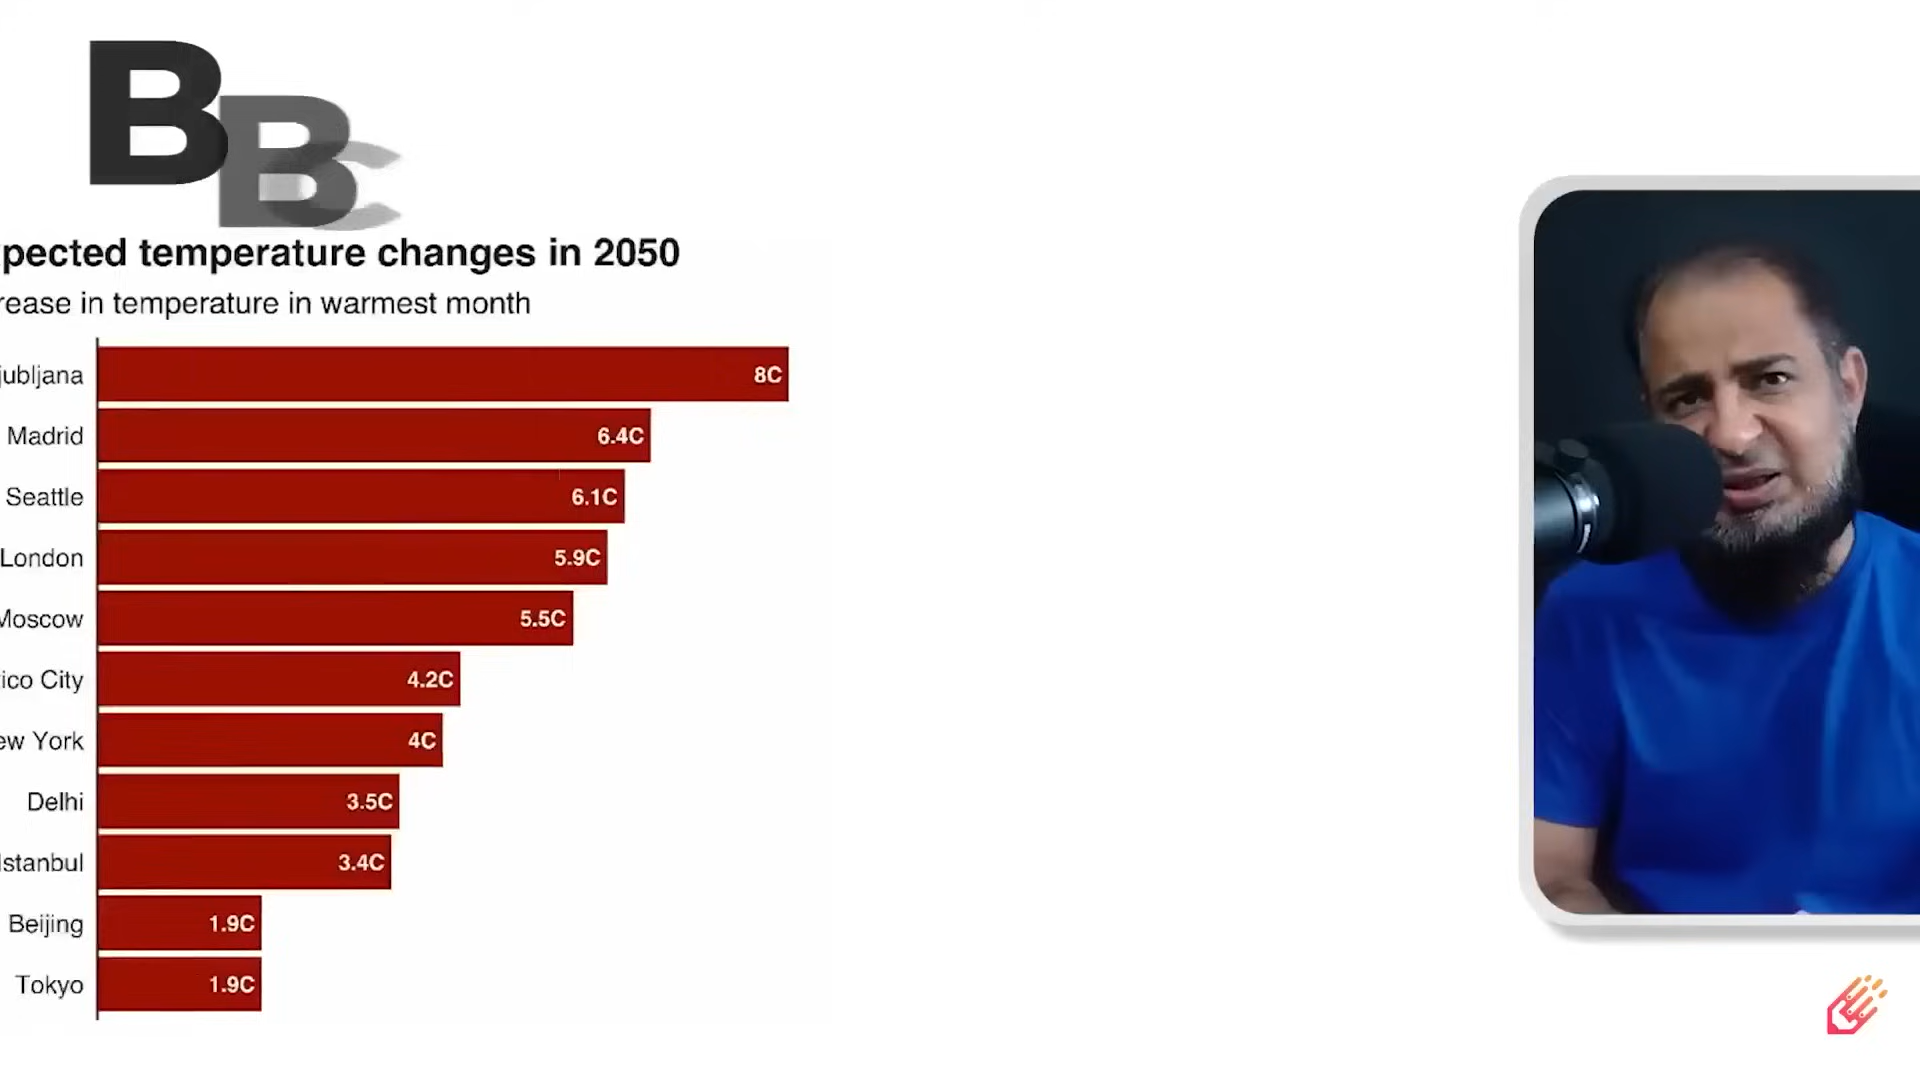 BBC
pected temperature changes in 2050
rease in temperature in warmest month
jubljana 8C
Madrid 6.4C
Seattle 6.1C
London 5.9C
Moscow 5.5C
ico City 4.2C
ew York 4C
Delhi 3.5C
Istanbul 3.4C
Beijing 1.9C
Tokyo 1.9C